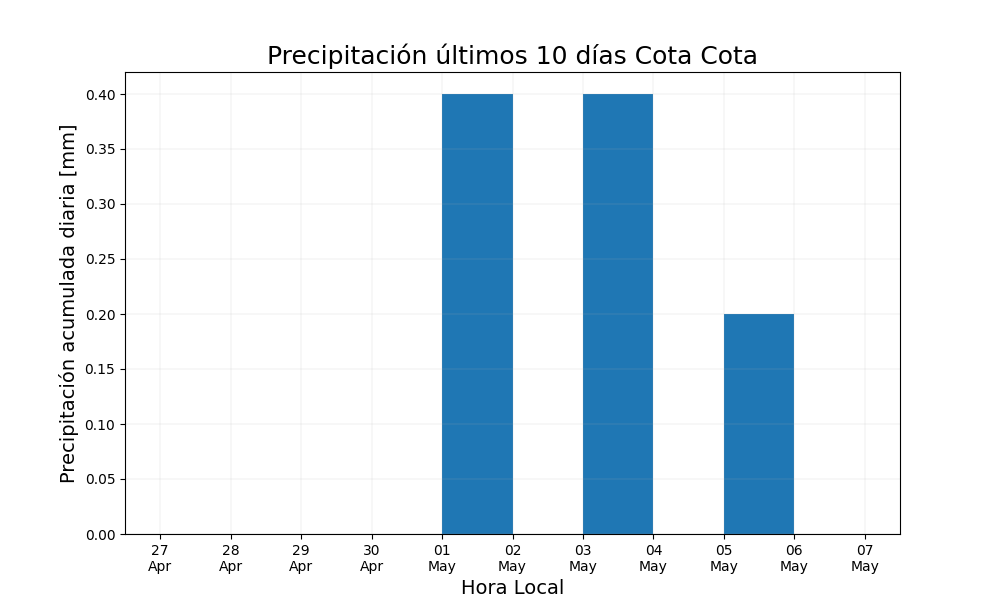 Precipitación últimos 10 días Cota Cota
Precipitación acumulada diaria [mm]
0.40
0.35
0.30
0.25
0.20
0.15
0.10
0.05
0.00
27 28 29 30 01 02 03 04 05 06 07
Apr Apr Apr Apr May May May May May May May
Hora Local